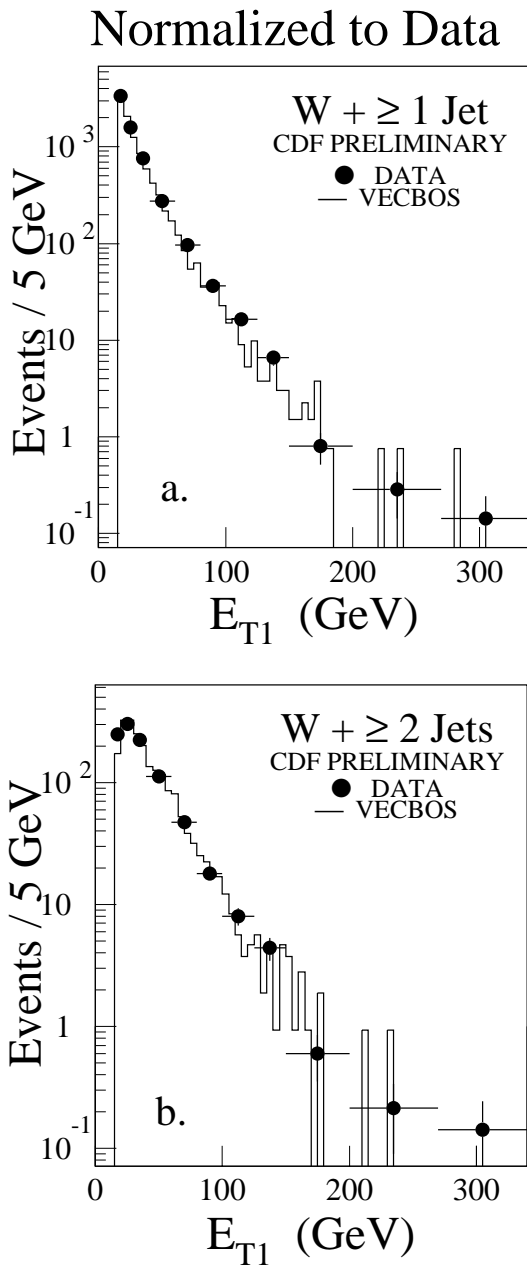 Normalized to Data
W + ≥ 1 Jet
CDF PRELIMINARY
DATA
VECBOS
Events / 5 GeV
10^3
10^2
10
1
10^-1
a.
0 100 200 300
E_T1 (GeV)
W + ≥ 2 Jets
CDF PRELIMINARY
DATA
VECBOS
Events / 5 GeV
10^2
10
1
10^-1
b.
0 100 200 300
E_T1 (GeV)